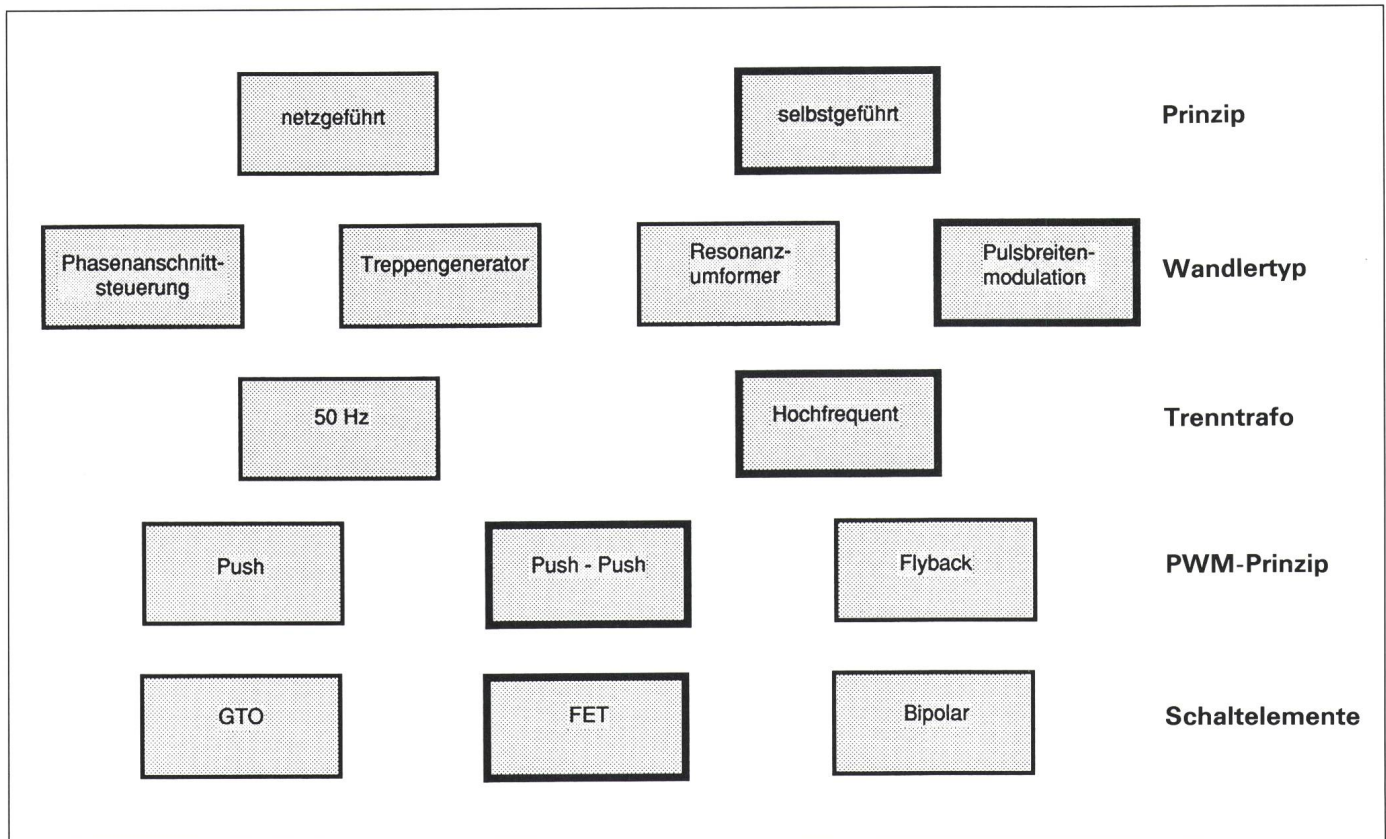 netzgeführt
selbstgeführt
Prinzip
Phasenanschnitt-
steuerung
Treppengenerator
Resonanz-
umformer
Pulsbreiten-
modulation
Wandlertyp
50 Hz
Hochfrequent
Trenntrafo
Push
Push - Push
Flyback
PWM-Prinzip
GTO
FET
Bipolar
Schaltelemente